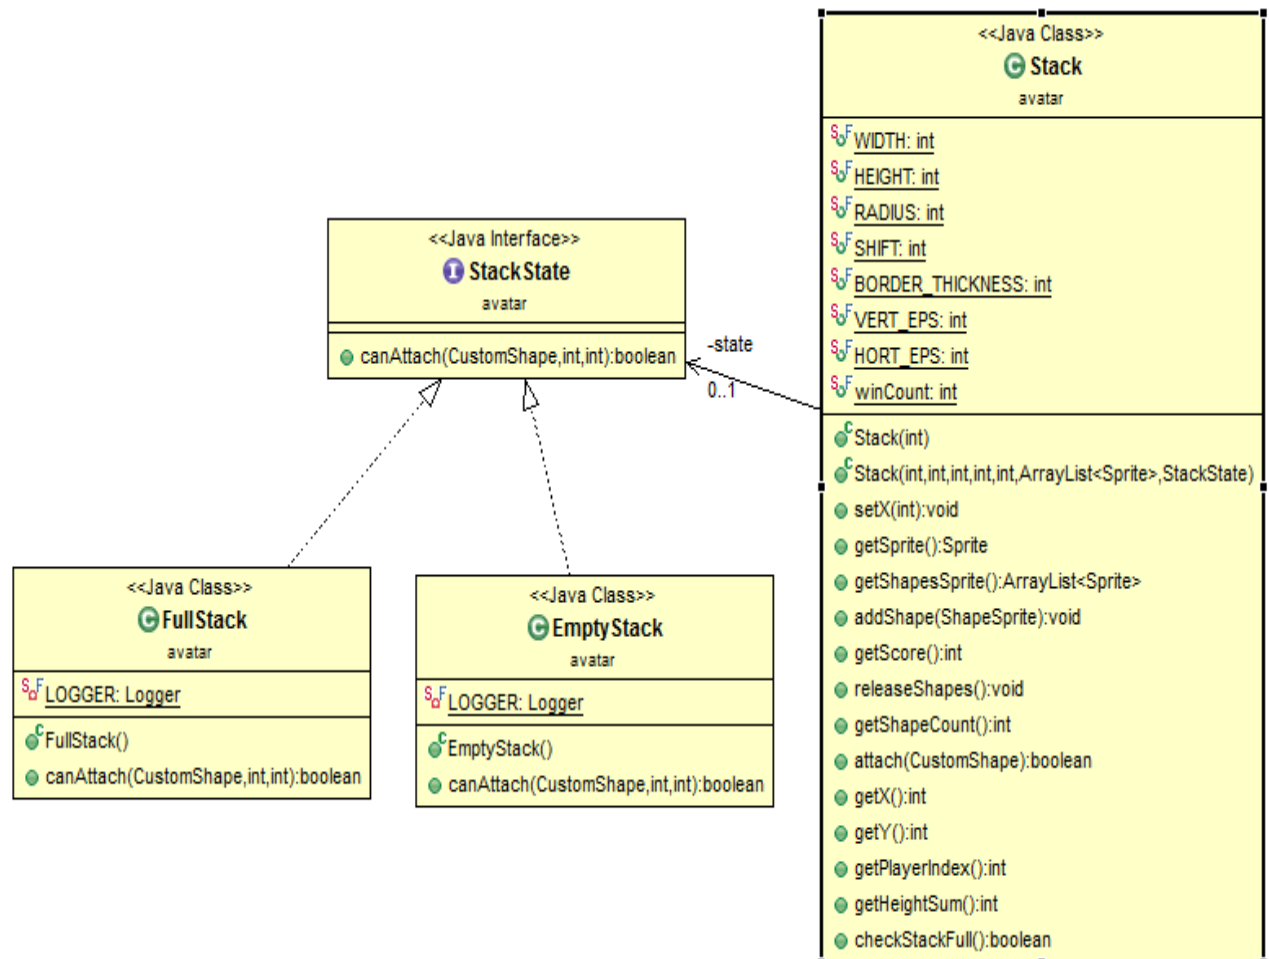 <<Java Class>>
Stack
avatar
WIDTH: int
HEIGHT: int
RADIUS: int
SHIFT: int
BORDER_THICKNESS: int
VERT_EPS: int
HORT_EPS: int
winCount: int
Stack(int)
Stack(int,int,int,int,int,ArrayList<Sprite>,StackState)
setX(int):void
getSprite():Sprite
getShapesSprite():ArrayList<Sprite>
addShape(ShapeSprite):void
getScore():int
releaseShapes():void
getShapeCount():int
attach(CustomShape):boolean
getX():int
getY():int
getPlayerIndex():int
getHeightSum():int
checkStackFull():boolean
<<Java Interface>>
StackState
avatar
canAttach(CustomShape,int,int):boolean
-state
0..1
<<Java Class>>
FullStack
avatar
LOGGER: Logger
FullStack()
canAttach(CustomShape,int,int):boolean
<<Java Class>>
EmptyStack
avatar
LOGGER: Logger
EmptyStack()
canAttach(CustomShape,int,int):boolean